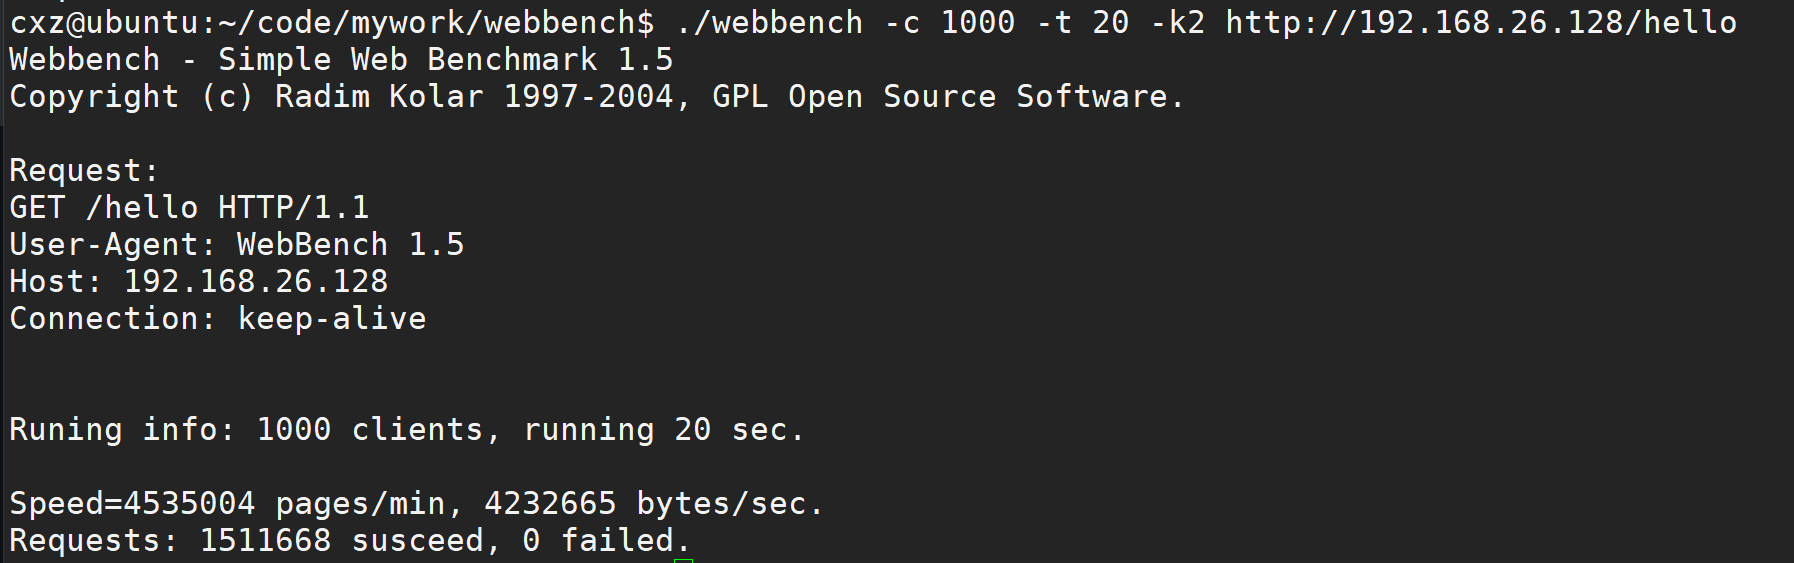 cxz@ubuntu:~/code/mywork/webbench$ ./webbench -c 1000 -t 20 -k2 http://192.168.26.128/hello
Webbench - Simple Web Benchmark 1.5
Copyright (c) Radim Kolar 1997-2004, GPL Open Source Software.
Request:
GET /hello HTTP/1.1
User-Agent: WebBench 1.5
Host: 192.168.26.128
Connection: keep-alive
Runing info: 1000 clients, running 20 sec.
Speed=4535004 pages/min, 4232665 bytes/sec.
Requests: 1511668 susceed, 0 failed.